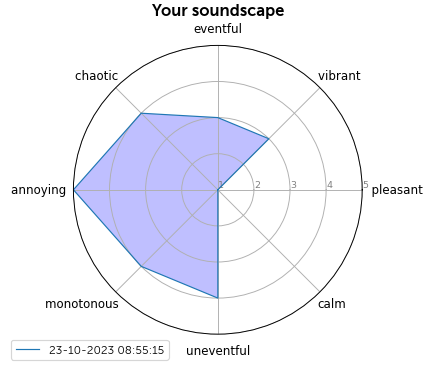 Your soundscape
eventful
chaotic
vibrant
annoying
1
2
3
4
5
pleasant
monotonous
calm
uneventful
23-10-2023 08:55:15